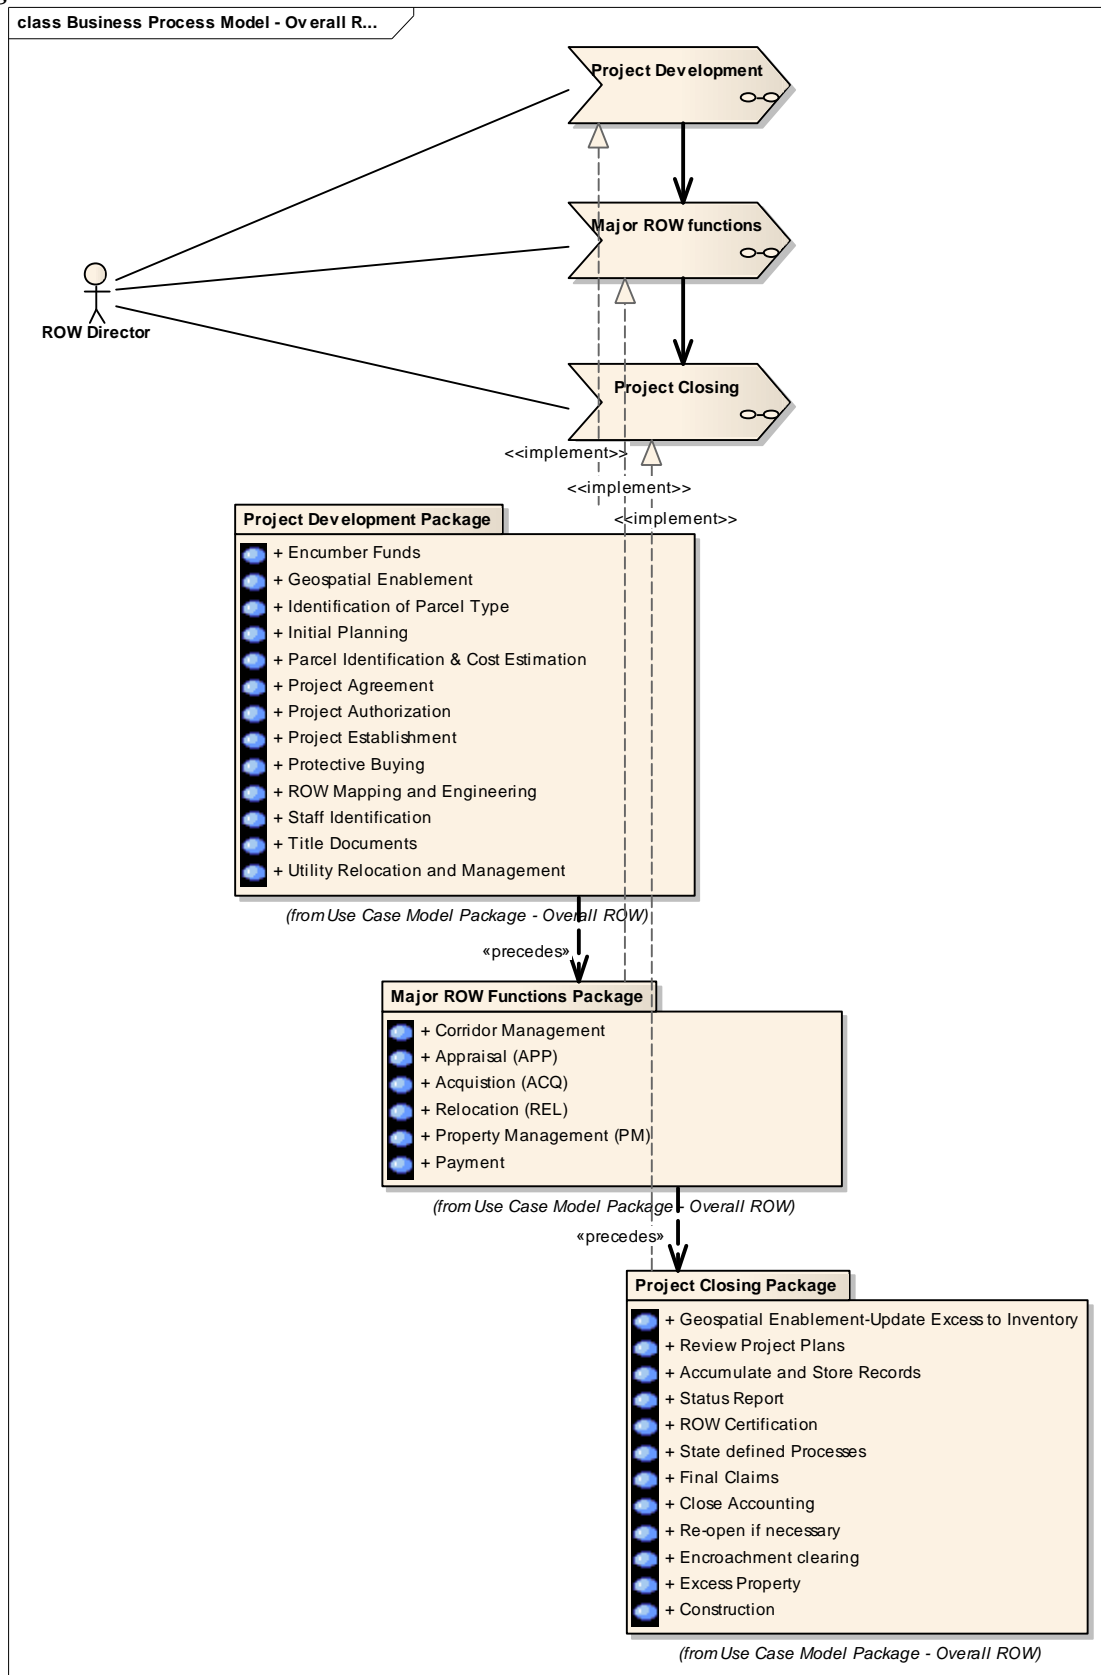 class Business Process Model - Overall R...
Project Development
Major ROW functions
ROW Director
Project Closing
<<implement>>
<<implement>>
<<implement>>
Project Development Package
+ Encumber Funds
+ Geospatial Enablement
+ Identification of Parcel Type
+ Initial Planning
+ Parcel Identification & Cost Estimation
+ Project Agreement
+ Project Authorization
+ Project Establishment
+ Protective Buying
+ ROW Mapping and Engineering
+ Staff Identification
+ Title Documents
+ Utility Relocation and Management
(from Use Case Model Package - Overall ROW)
«precedes»
Major ROW Functions Package
+ Corridor Management
+ Appraisal (APP)
+ Acquistion (ACQ)
+ Relocation (REL)
+ Property Management (PM)
+ Payment
(from Use Case Model Package - Overall ROW)
«precedes»
Project Closing Package
+ Geospatial Enablement-Update Excess to Inventory
+ Review Project Plans
+ Accumulate and Store Records
+ Status Report
+ ROW Certification
+ State defined Processes
+ Final Claims
+ Close Accounting
+ Re-open if necessary
+ Encroachment clearing
+ Excess Property
+ Construction
(from Use Case Model Package - Overall ROW)